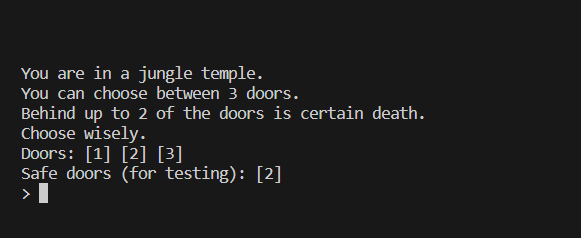 You are in a jungle temple.
You can choose between 3 doors.
Behind up to 2 of the doors is certain death.
Choose wisely.
Doors: [1] [2] [3]
Safe doors (for testing): [2]
>